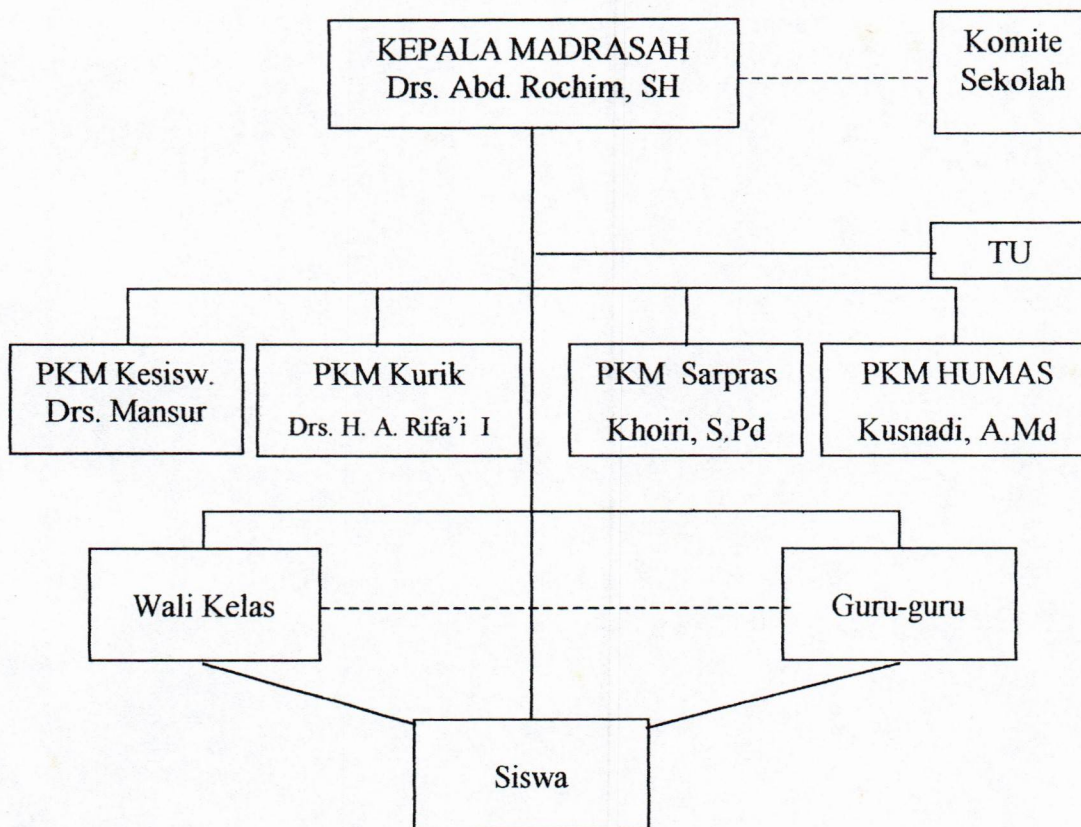 KEPALA MADRASAH
Drs. Abd. Rochim, SH
Komite
Sekolah
TU
PKM Kesisw.
Drs. Mansur
PKM Kurik
Drs. H. A. Rifa'i I
PKM Sarpras
Khoiri, S.Pd
PKM HUMAS
Kusnadi, A.Md
Wali Kelas
Guru-guru
Siswa